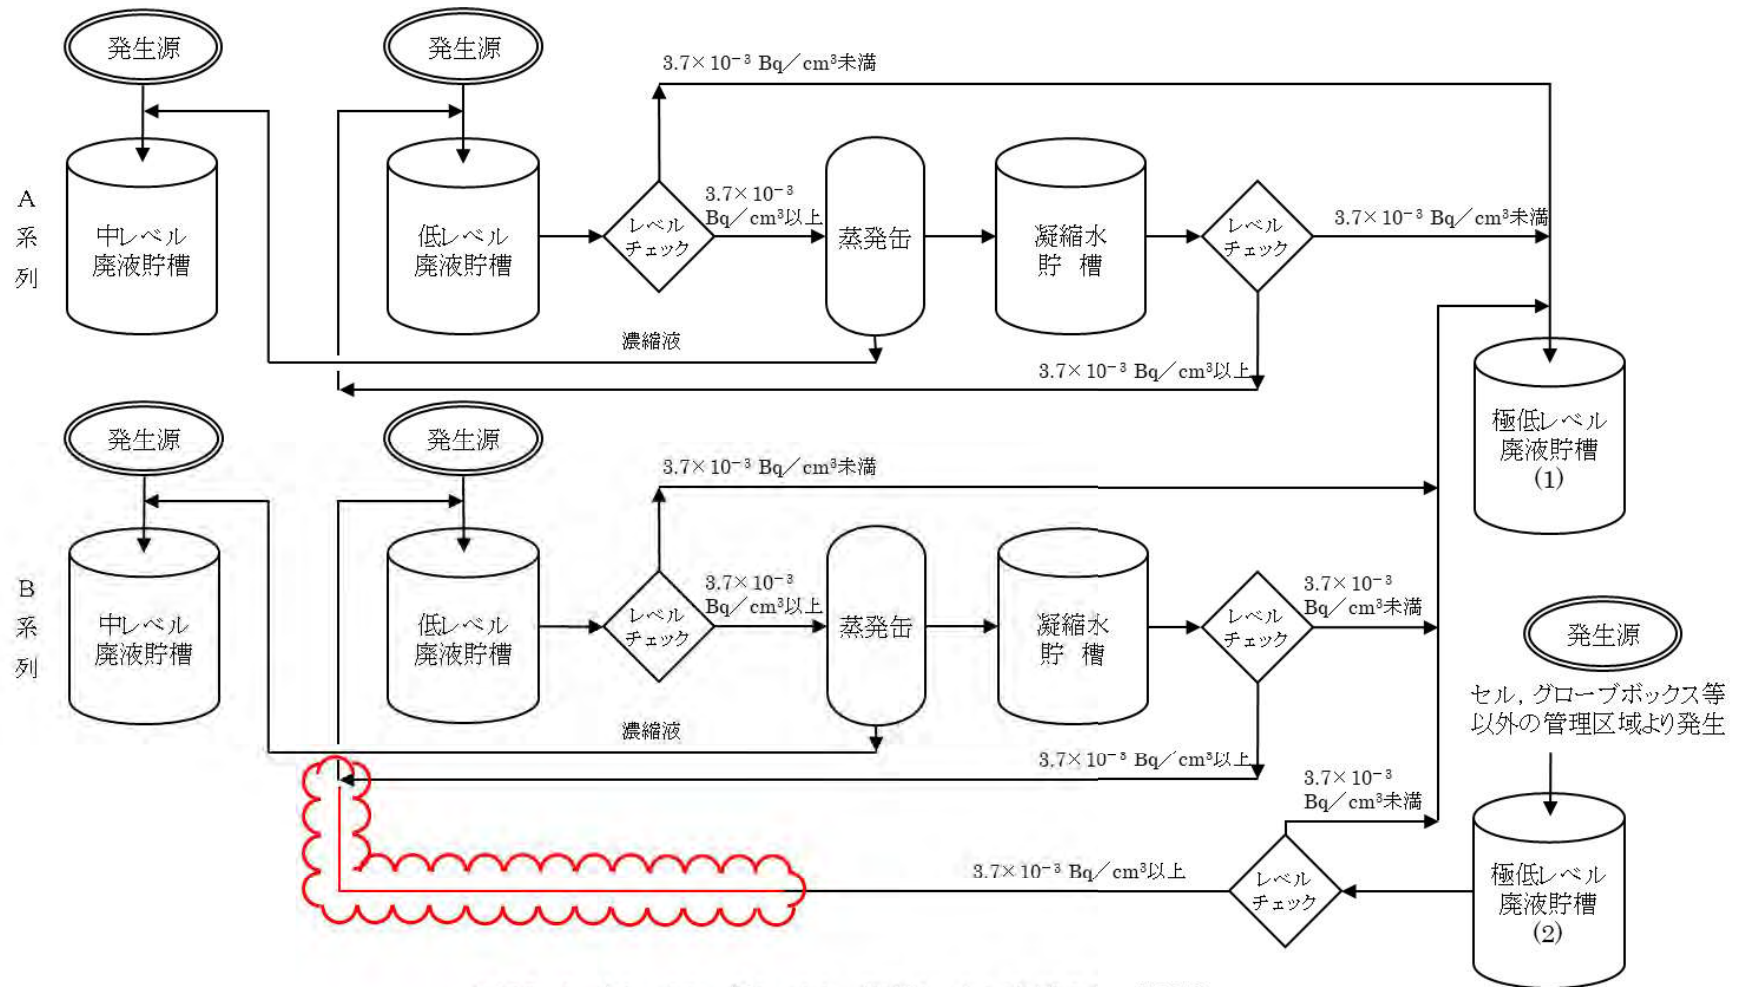 発生源
発生源
3.7×10⁻³ Bq／cm³未満
A
系
列
中レベル
廃液貯槽
低レベル
廃液貯槽
レベル
チェック
3.7×10⁻³
Bq／cm³以上
蒸発缶
凝縮水
貯 槽
レベル
チェック
3.7×10⁻³ Bq／cm³未満
濃縮液
3.7×10⁻³ Bq／cm³以上
極低レベル
廃液貯槽
(1)
発生源
発生源
3.7×10⁻³ Bq／cm³未満
B
系
列
中レベル
廃液貯槽
低レベル
廃液貯槽
レベル
チェック
3.7×10⁻³
Bq／cm³以上
蒸発缶
凝縮水
貯 槽
レベル
チェック
3.7×10⁻³
Bq／cm³未満
発生源
セル，グローブボックス等
以外の管理区域より発生
濃縮液
3.7×10⁻³ Bq／cm³以上
3.7×10⁻³
Bq／cm³未満
3.7×10⁻³ Bq／cm³以上
レベル
チェック
極低レベル
廃液貯槽
(2)